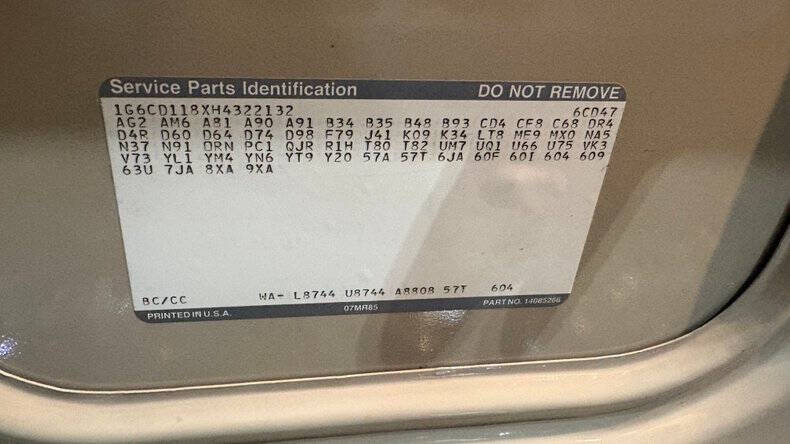 Service Parts Identification DO NOT REMOVE
1G6CD118XH4322132 6CD47
AG2 AM6 A81 A90 A91 B34 B35 B48 B93 CD4 CF8 C68 DR4
D4R D60 D64 D74 D98 F79 J41 K09 K34 LT8 ME9 MX0 NA5
N37 N91 ORN PC1 QJR R1H T80 T82 UM7 UQ1 U66 U75 VK3
V73 YL1 YM4 YN6 YT9 Y20 57A 57T 6JA 60E 60I 604 609
63U 7JA 8XA 9XA
BC/CC WA- L8744 U8744 A8808 57T 604
PRINTED IN U.S.A. 07MR85 PART NO. 14085266